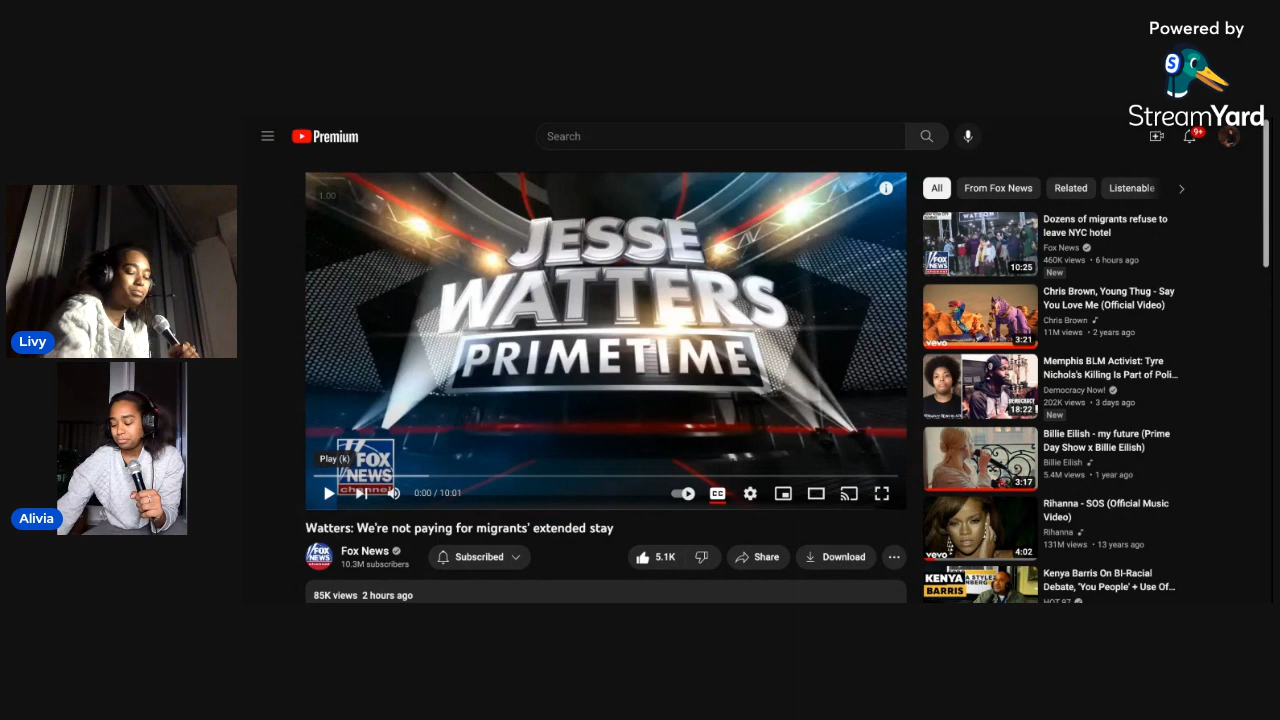 Powered by
StreamYard
Premium
Search
9+
1.00
JESSE
WATTERS
PRIMETIME
Play (k)
FOX
NEWS
channel
0:00 / 10:01
CC
Watters: We're not paying for migrants' extended stay
Fox News
10.3M subscribers
Subscribed
5.1K
Share
Download
85K views 2 hours ago
All
From Fox News
Related
Listenable
Dozens of migrants refuse to
leave NYC hotel
Fox News
460K views • 6 hours ago
New
10:25
Chris Brown, Young Thug - Say
You Love Me (Official Video)
Chris Brown
11M views • 2 years ago
vevo
3:21
Memphis BLM Activist: Tyre
Nichols's Killing Is Part of Poli...
Democracy Now!
202K views • 3 days ago
New
18:22
Billie Eilish - my future (Prime
Day Show x Billie Eilish)
Billie Eilish
5.4M views • 1 year ago
3:17
Rihanna - SOS (Official Music
Video)
Rihanna
131M views • 13 years ago
vevo
4:02
Kenya Barris On BI-Racial
Debate, 'You People' + Use Of...
HOT 97
KENYA
BARRIS
Livy
Alivia